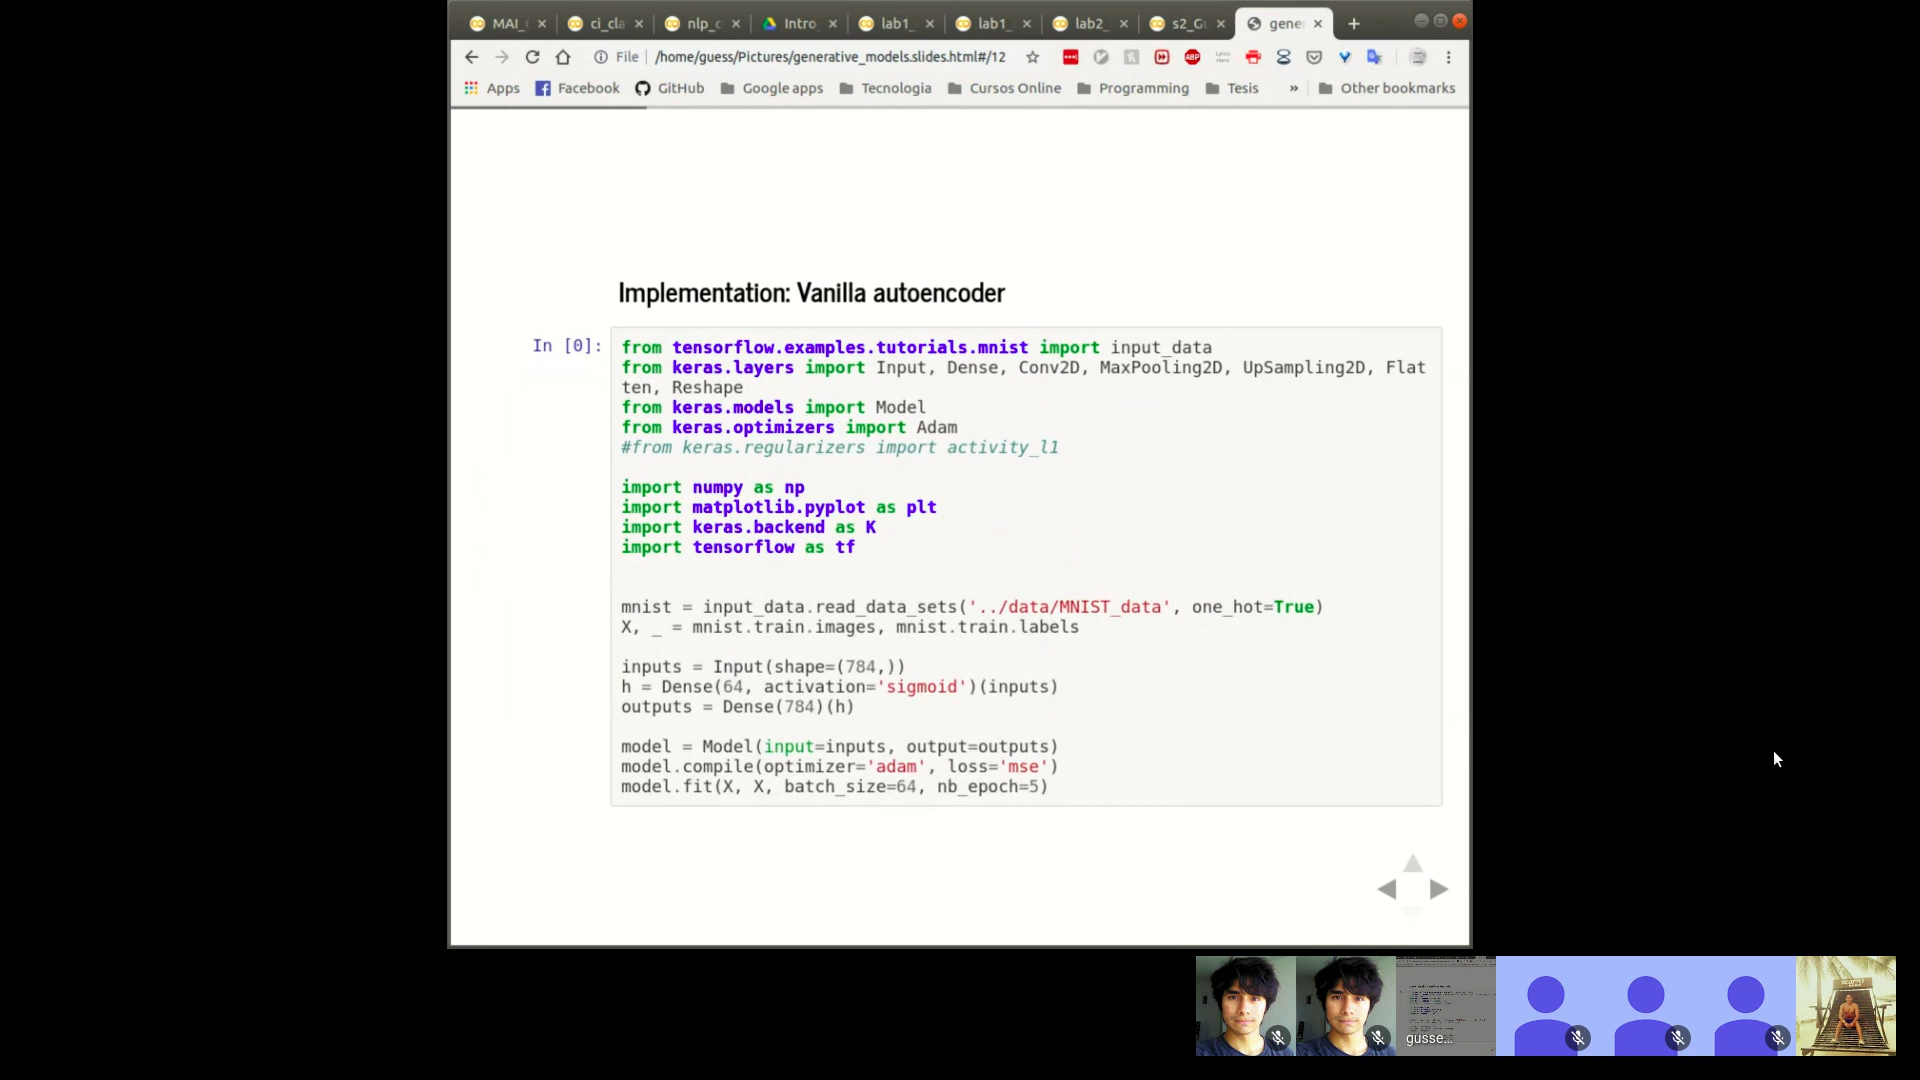 MAI_
ci_cla
nlp_c
Intro
lab1_
lab1_
lab2_
s2_G
gene
File
/home/guess/Pictures/generative_models.slides.html#/12
ABP
Apps
Facebook
GitHub
Google apps
Tecnologia
Cursos Online
Programming
Tesis
»
Other bookmarks
Implementation: Vanilla autoencoder
In [0]:
from tensorflow.examples.tutorials.mnist import input_data
from keras.layers import Input, Dense, Conv2D, MaxPooling2D, UpSampling2D, Flat
ten, Reshape
from keras.models import Model
from keras.optimizers import Adam
#from keras.regularizers import activity_l1
import numpy as np
import matplotlib.pyplot as plt
import keras.backend as K
import tensorflow as tf
mnist = input_data.read_data_sets('../data/MNIST_data', one_hot=True)
X, _ = mnist.train.images, mnist.train.labels
inputs = Input(shape=(784,))
h = Dense(64, activation='sigmoid')(inputs)
outputs = Dense(784)(h)
model = Model(input=inputs, output=outputs)
model.compile(optimizer='adam', loss='mse')
model.fit(X, X, batch_size=64, nb_epoch=5)
gusse...